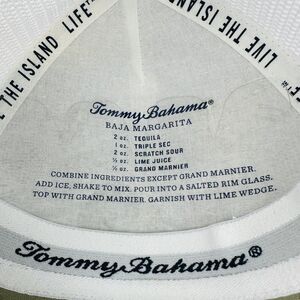 LIVE THE ISLAND LIFE™
LIVE THE ISLAND
Tommy Bahama®
BAJA MARGARITA
2 oz. TEQUILA
1 oz. TRIPLE SEC
2 oz. SCRATCH SOUR
½ oz. LIME JUICE
½ oz. GRAND MARNIER
COMBINE INGREDIENTS EXCEPT GRAND MARNIER.
ADD ICE, SHAKE TO MIX. POUR INTO A SALTED RIM GLASS.
TOP WITH GRAND MARNIER. GARNISH WITH LIME WEDGE.
Tommy Bahama®